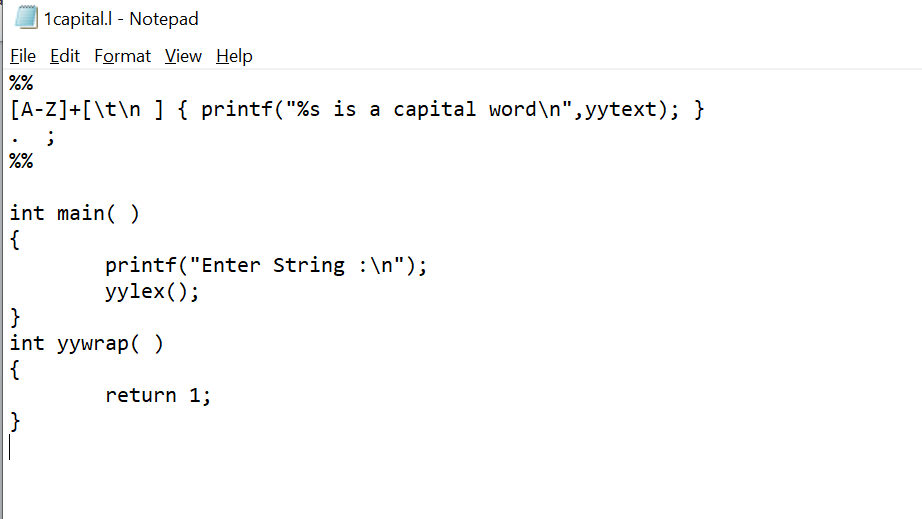 1capital.l - Notepad
File Edit Format View Help
%%
[A-Z]+[\t\n ] { printf("%s is a capital word\n",yytext); }
.  ;
%%

int main( )
{
        printf("Enter String :\n");
        yylex();
}
int yywrap( )
{
        return 1;
}